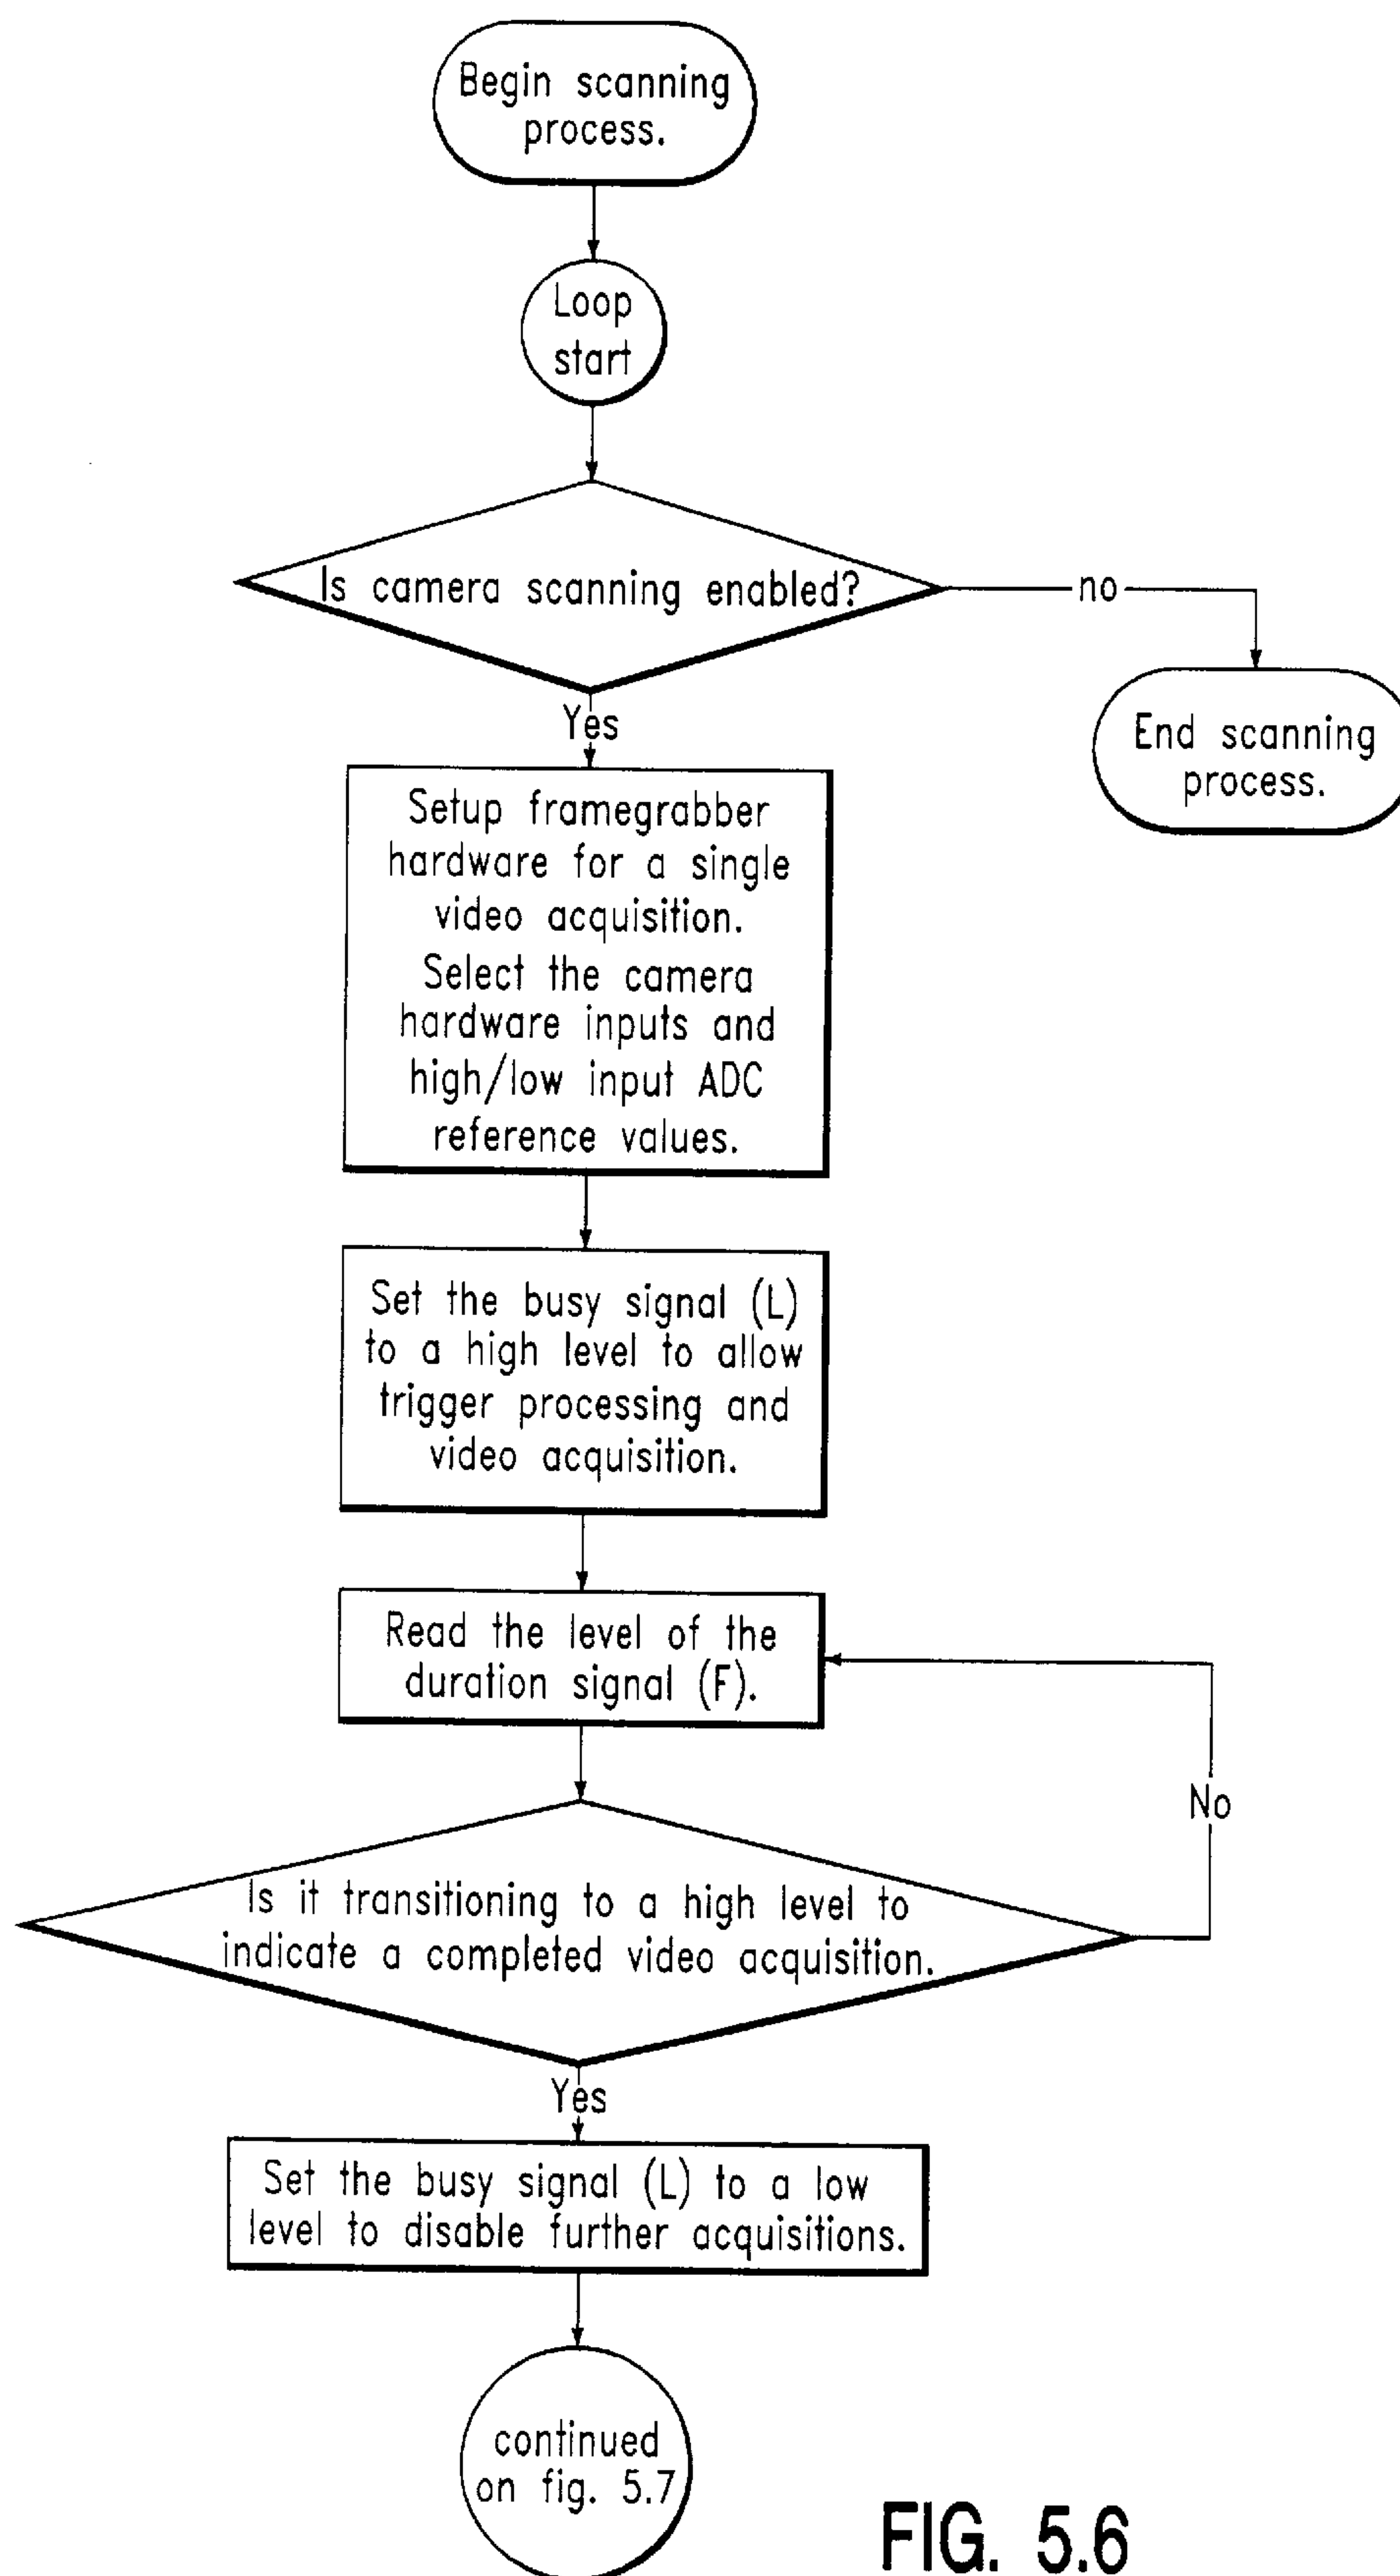 Begin scanning
process.
Loop
start
Is camera scanning enabled?
no
Yes
End scanning
process.
Setup framegrabber
hardware for a single
video acquisition.
Select the camera
hardware inputs and
high/low input ADC
reference values.
Set the busy signal (L)
to a high level to allow
trigger processing and
video acquisition.
Read the level of the
duration signal (F).
No
Is it transitioning to a high level to
indicate a completed video acquisition.
Yes
Set the busy signal (L) to a low
level to disable further acquisitions.
continued
on fig. 5.7
FIG. 5.6